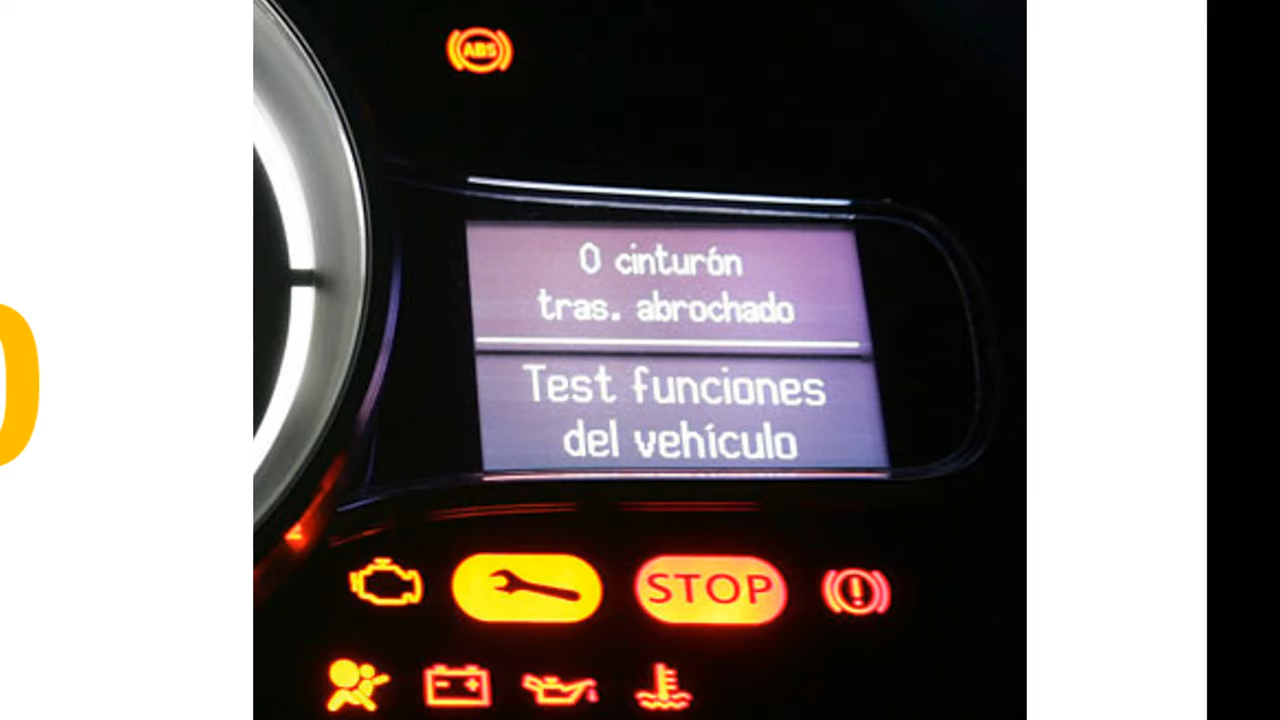 ABS
0 cinturón
tras. abrochado
Test funciones
del vehículo
STOP